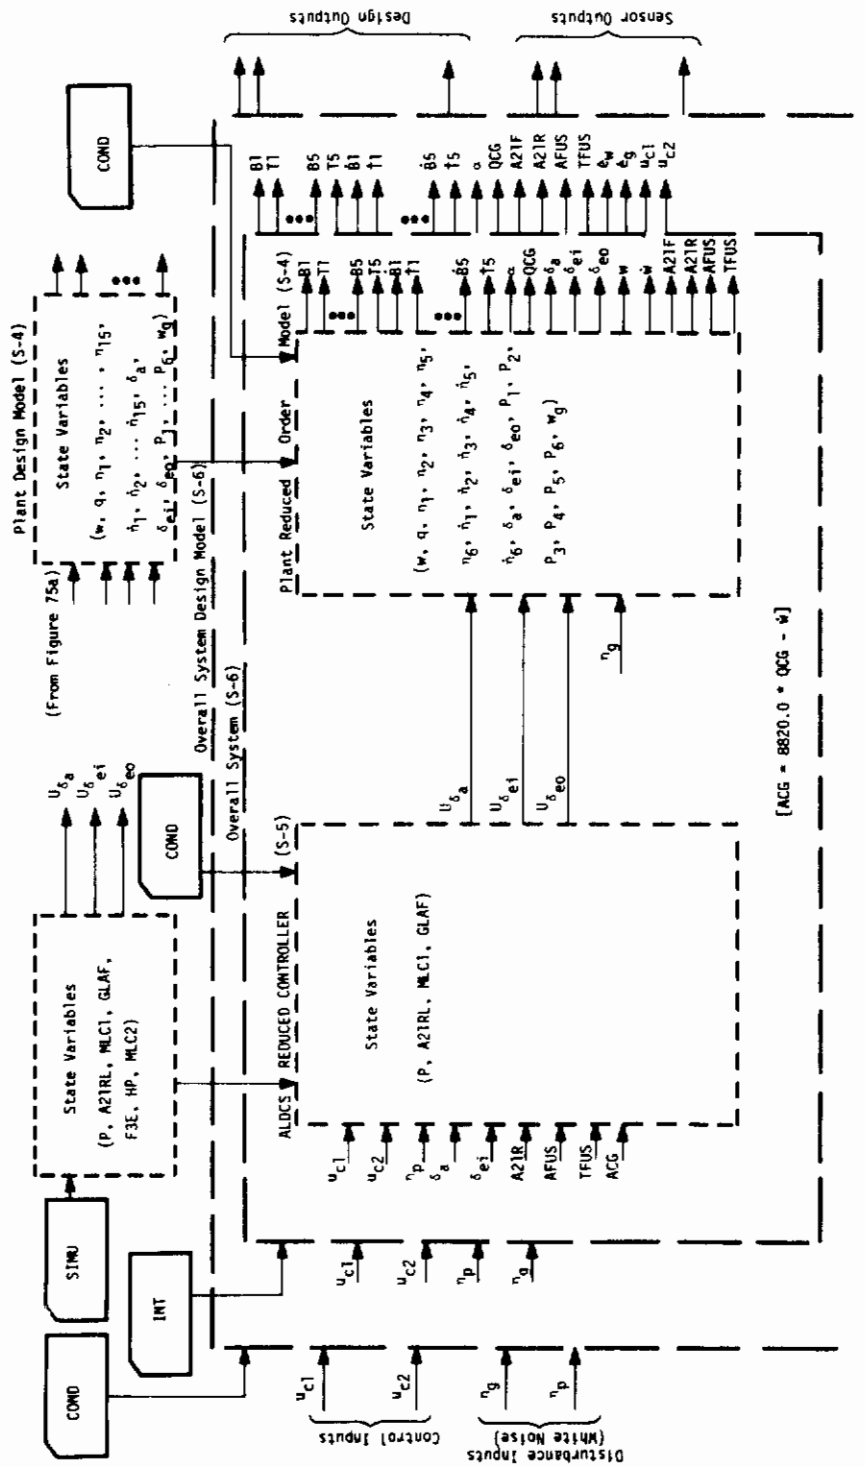 COND
SIMU
State Variables
(P, A21RL, MLC1, GLAF,
F3E, HP, MLC2)
U_δa
U_δei
U_δeo
(From Figure 75a)
Plant Design Model (S-4)
State Variables
(w, q, η1, η2, ... , η15,
η̇1, η̇2, ... η̇15, δa,
δei, δeo, P1, ... P6, wg)
COND
INT
COND
Overall System Design Model (S-6)
Overall System (S-6)
ALDCS REDUCED CONTROLLER (S-5)
State Variables
(P, A21RL, MLC1, GLAF)
uc1
uc2
ηp
δa
δei
A21R
AFUS
TFUS
ACG
U_δa
U_δei
U_δeo
ηg
Plant Reduced Order Model (S-4)
State Variables
(w, q, η1, η2, η3, η4, η5,
η6, η̇1, η̇2, η̇3, η̇4, η̇5,
η̇6, δa, δei, δeo, P1, P2,
P3, P4, P5, P6, wg)
B1
T1
B5
T5
Ḃ1
Ṫ1
Ḃ5
Ṫ5
α
QCG
δa
δei
δeo
w
ẇ
A21F
A21R
AFUS
TFUS
B1
T1
B5
T5
Ḃ1
Ṫ1
Ḃ5
Ṫ5
α
QCG
A21F
A21R
AFUS
TFUS
ėw
ėg
uc1
uc2
uc1
uc2
ηp
ηg
uc1
uc2
ηg
ηp
Control Inputs
Disturbance Inputs
(White Noise)
Design Outputs
Sensor Outputs
[ACG = 8820.0 * QCG - ẇ]